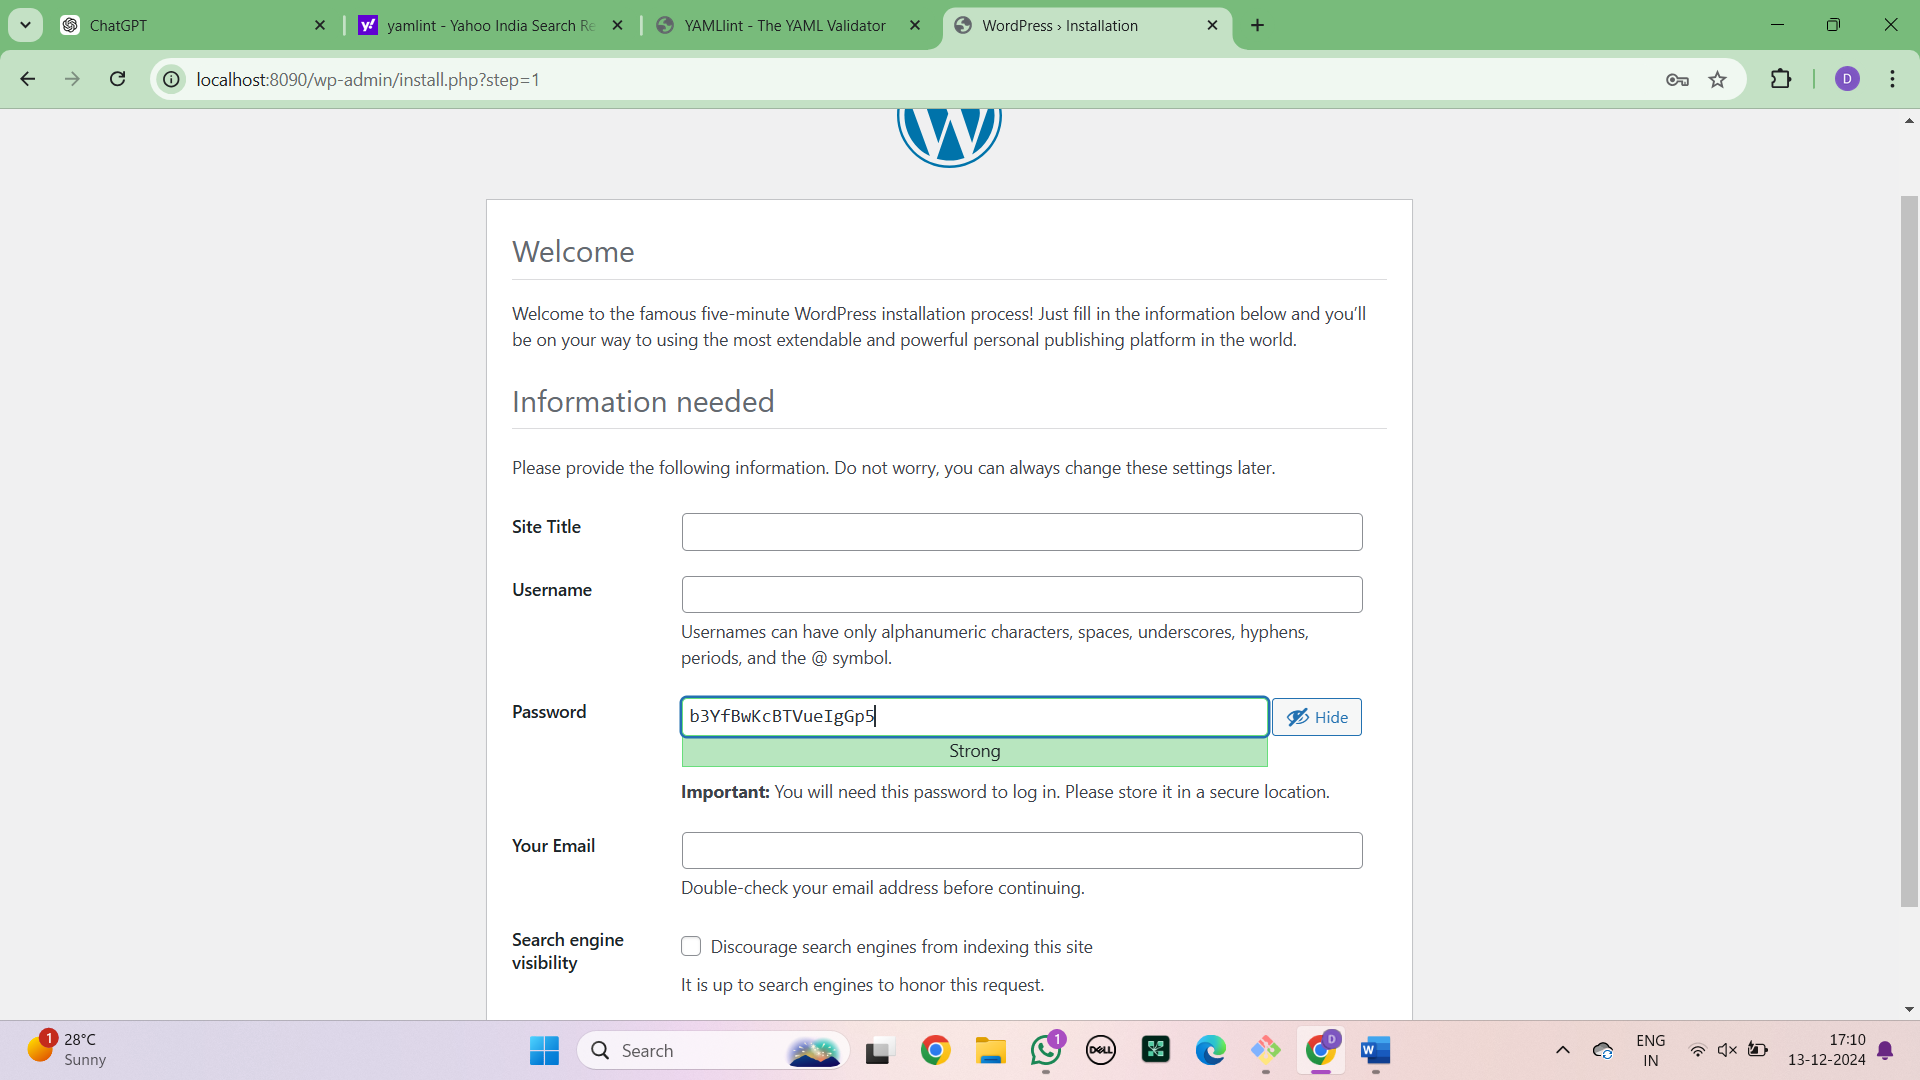 ChatGPT
yamlint - Yahoo India Search Re
YAMLlint - The YAML Validator
WordPress › Installation
localhost:8090/wp-admin/install.php?step=1
D
Welcome
Welcome to the famous five-minute WordPress installation process! Just fill in the information below and you’ll
be on your way to using the most extendable and powerful personal publishing platform in the world.
Information needed
Please provide the following information. Do not worry, you can always change these settings later.
Site Title
Username
Usernames can have only alphanumeric characters, spaces, underscores, hyphens,
periods, and the @ symbol.
Password
b3YfBwKcBTVueIgGp5
Hide
Strong
Important: You will need this password to log in. Please store it in a secure location.
Your Email
Double-check your email address before continuing.
Search engine
visibility
Discourage search engines from indexing this site
It is up to search engines to honor this request.
1
28°C
Sunny
Search
1
DELL
D
W
ENG
IN
17:10
13-12-2024